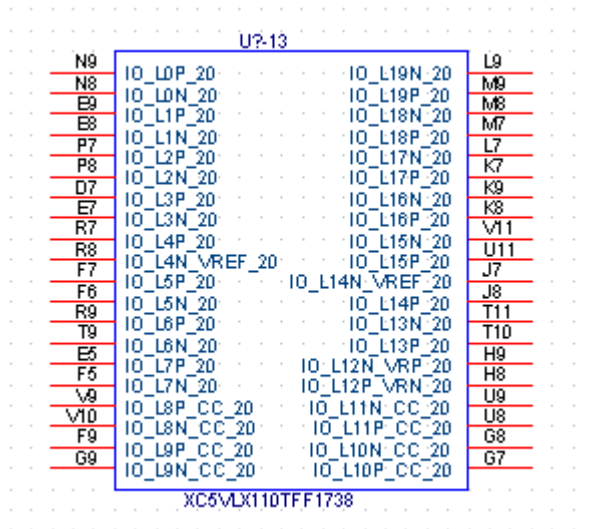 U?-13
N9 IO_L0P_20 IO_L19N_20 L9
N8 IO_L0N_20 IO_L19P_20 M9
E9 IO_L1P_20 IO_L18N_20 M8
E8 IO_L1N_20 IO_L18P_20 M7
P7 IO_L2P_20 IO_L17N_20 L7
P8 IO_L2N_20 IO_L17P_20 K7
D7 IO_L3P_20 IO_L16N_20 K9
E7 IO_L3N_20 IO_L16P_20 K8
R7 IO_L4P_20 IO_L15N_20 V11
R8 IO_L4N_VREF_20 IO_L15P_20 U11
F7 IO_L5P_20 IO_L14N_VREF_20 J7
F6 IO_L5N_20 IO_L14P_20 J8
R9 IO_L6P_20 IO_L13N_20 T11
T9 IO_L6N_20 IO_L13P_20 T10
E5 IO_L7P_20 IO_L12N_VRP_20 H9
F5 IO_L7N_20 IO_L12P_VRN_20 H8
V9 IO_L8P_CC_20 IO_L11N_CC_20 U9
V10 IO_L8N_CC_20 IO_L11P_CC_20 U8
F9 IO_L9P_CC_20 IO_L10N_CC_20 G8
G9 IO_L9N_CC_20 IO_L10P_CC_20 G7
XC5VLX110TFF1738